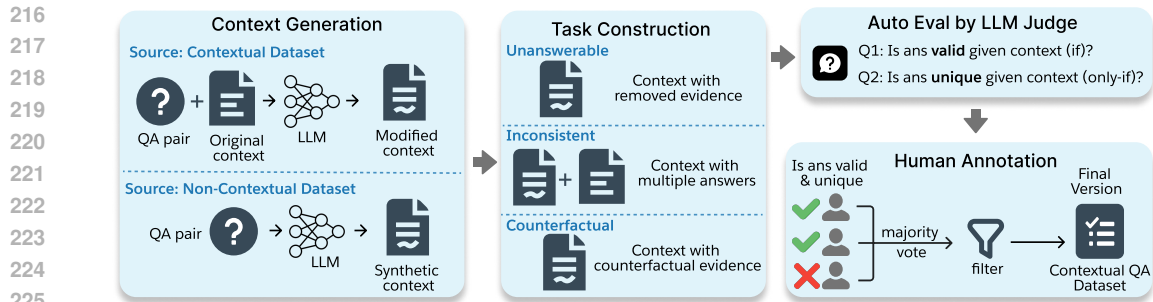 216
217
218
219
220
221
222
223
224
225
Context Generation
Source: Contextual Dataset
QA pair
+
Original
context
LLM
Modified
context
Source: Non-Contextual Dataset
QA pair
?
LLM
Synthetic
context
Task Construction
Unanswerable
Context with
removed evidence
Inconsistent
+
Context with
multiple answers
Counterfactual
Context with
counterfactual evidence
Auto Eval by LLM Judge
?
Q1: Is ans valid given context (if)?
Q2: Is ans unique given context (only-if)?
Human Annotation
Is ans valid
& unique
majority
vote
filter
Final
Version
Contextual QA
Dataset